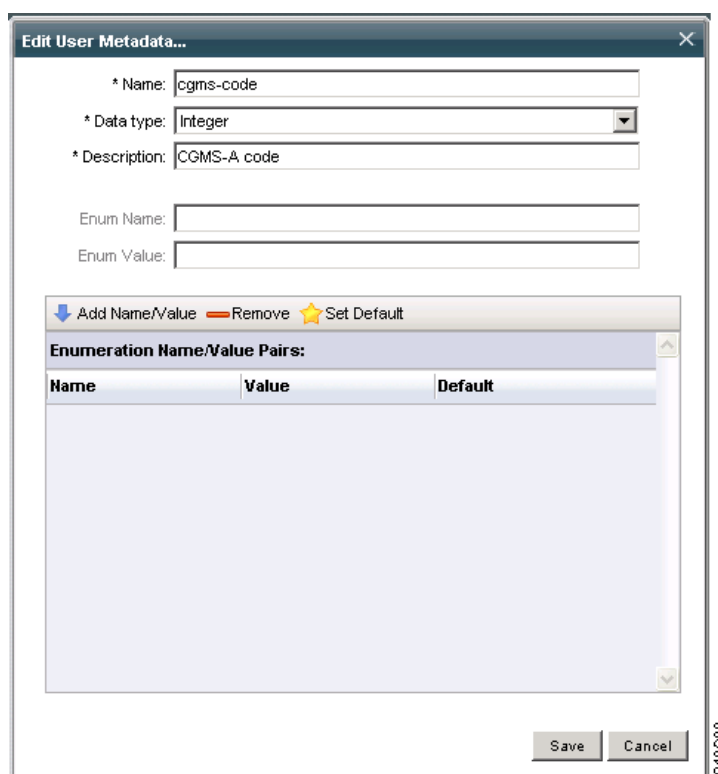 Edit User Metadata...
* Name: cgms-code
* Data type: Integer
* Description: CGMS-A code
Enum Name:
Enum Value:
Add Name/Value Remove Set Default
Enumeration Name/Value Pairs:
Name Value Default
Save Cancel